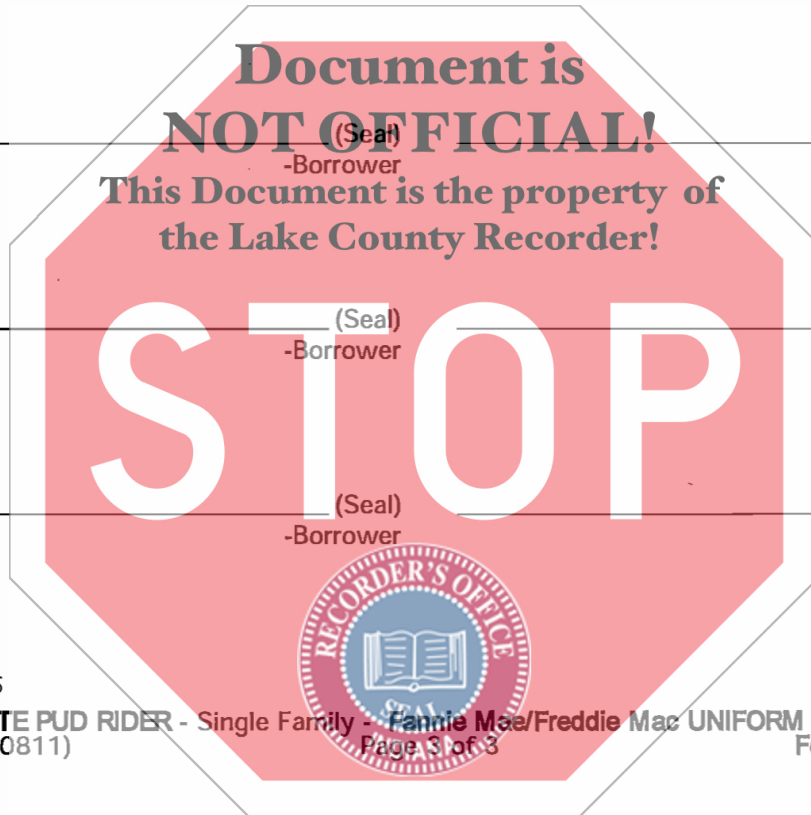 Document is
NOT OFFICIAL!
(Seal)
-Borrower
This Document is the property of
the Lake County Recorder!
(Seal)
-Borrower
STOP
(Seal)
-Borrower
RECORDER'S OFFICE
SEAL
TE PUD RIDER - Single Family - Fannie Mae/Freddie Mac UNIFORM
0811)
Page 3 of 3